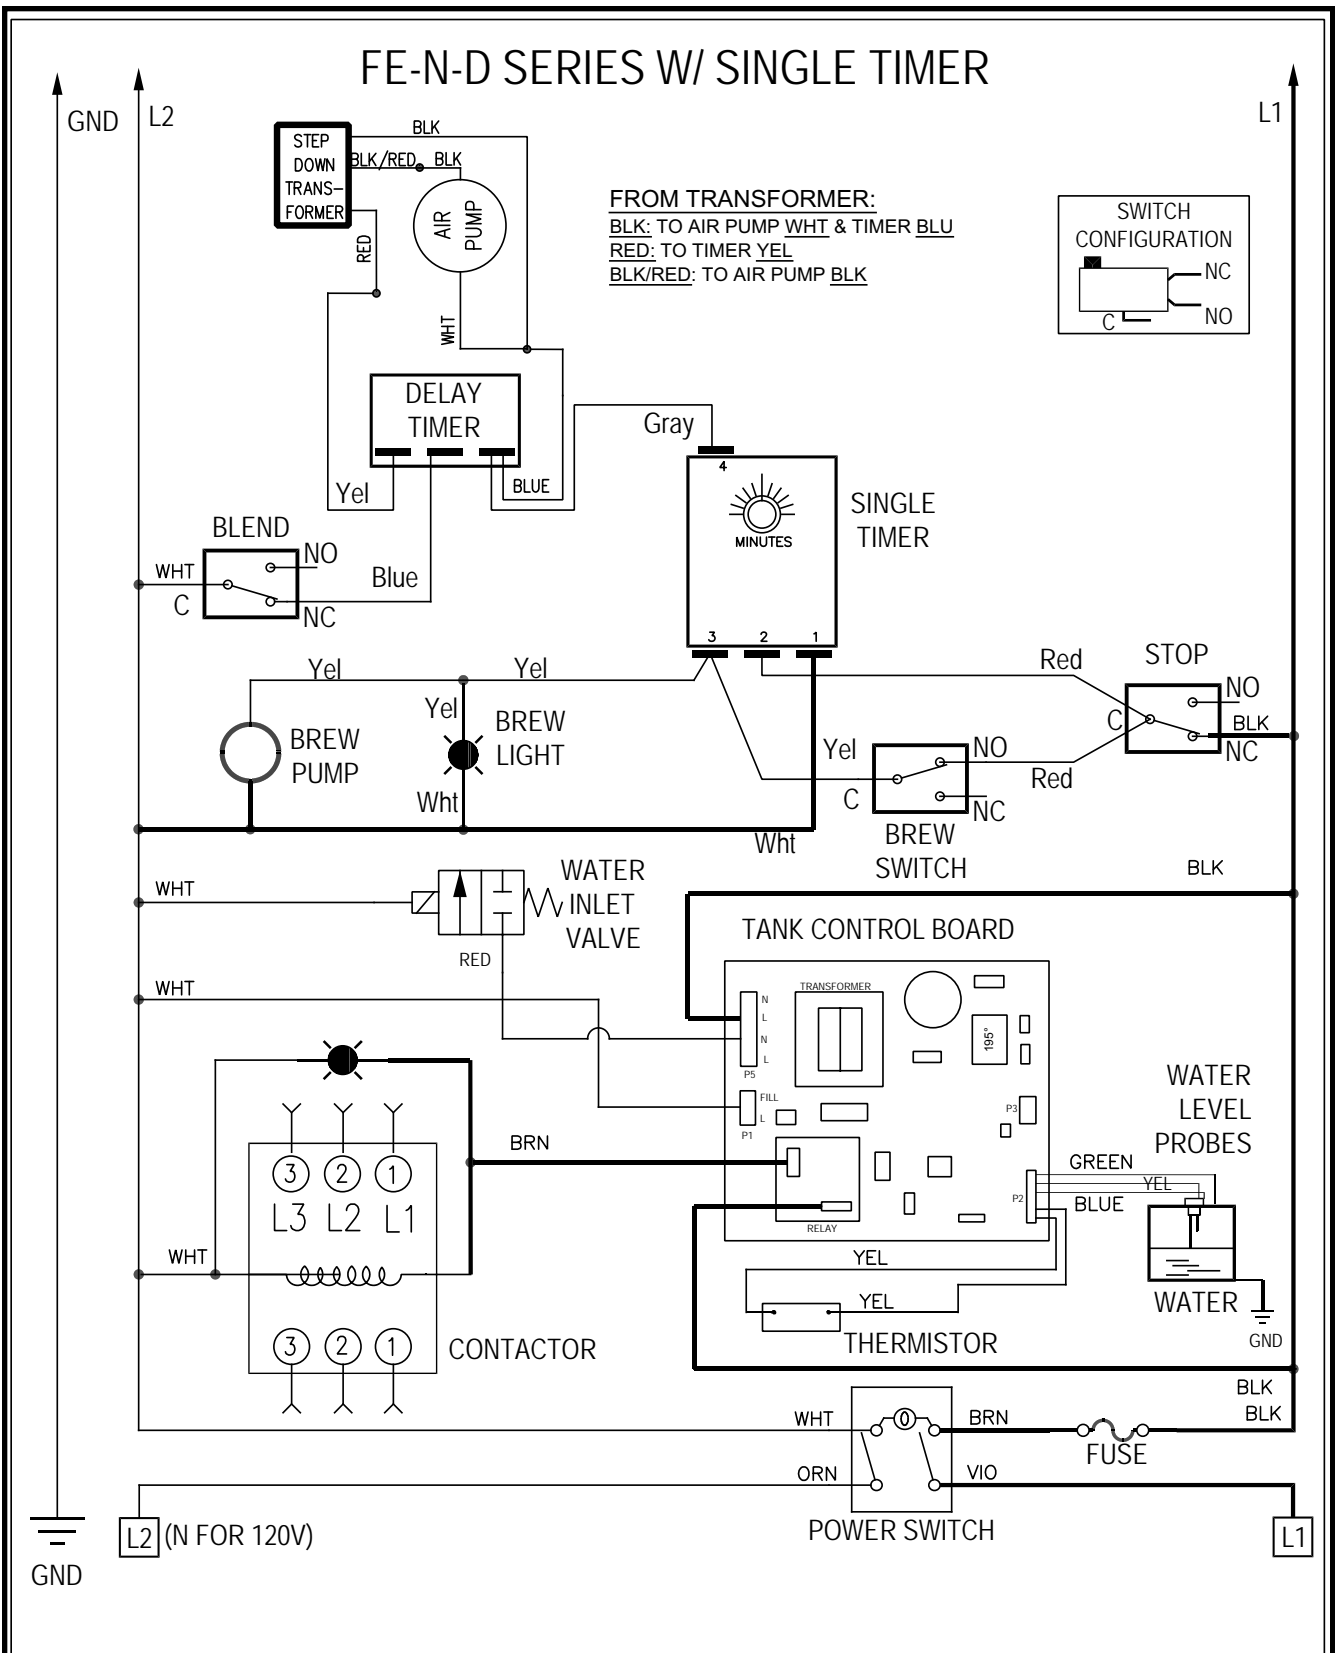 FE-N-D SERIES W/ SINGLE TIMER
GND
L2
L1
STEP
DOWN
TRANS-
FORMER
BLK
BLK/RED
BLK
RED
AIR
PUMP
WHT
FROM TRANSFORMER:
BLK: TO AIR PUMP WHT & TIMER BLU
RED: TO TIMER YEL
BLK/RED: TO AIR PUMP BLK
SWITCH
CONFIGURATION
NC
NO
C
DELAY
TIMER
Yel
BLUE
Gray
4
MINUTES
SINGLE
TIMER
BLEND
NO
WHT
C
NC
Blue
3
2
1
Yel
Yel
Yel
BREW
LIGHT
BREW
PUMP
Wht
Wht
Red
STOP
NO
C
BLK
NC
Yel
NO
C
Red
NC
BREW
SWITCH
BLK
WHT
WATER
INLET
VALVE
RED
WHT
TANK CONTROL BOARD
TRANSFORMER
N
L
N
L
P5
195°
FILL
L
P1
P3
P2
RELAY
WATER
LEVEL
PROBES
GREEN
YEL
BLUE
WATER
GND
BRN
3
2
1
L3
L2
L1
WHT
3
2
1
CONTACTOR
YEL
YEL
THERMISTOR
BLK
BLK
WHT
BRN
FUSE
ORN
VIO
POWER SWITCH
L2
(N FOR 120V)
L1
GND